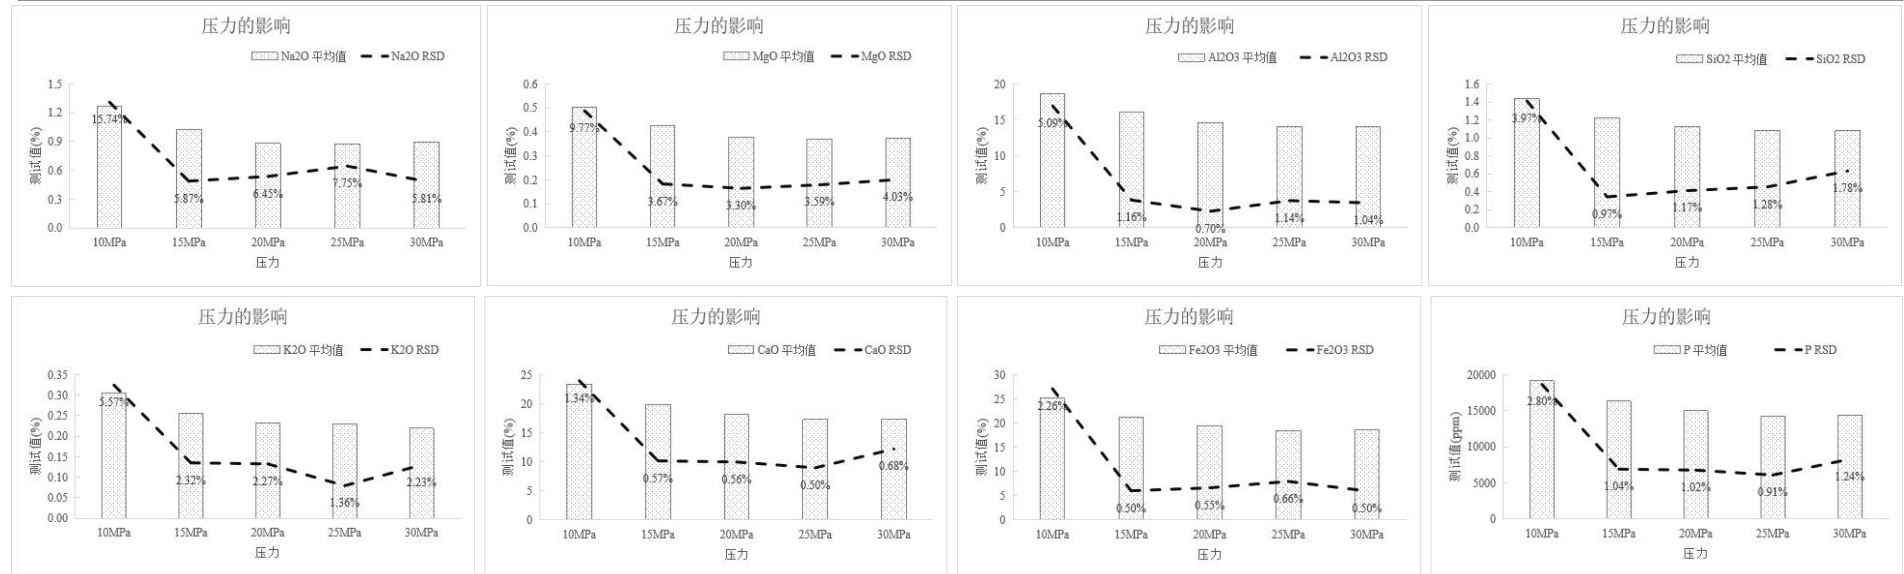 压力的影响
Na2O 平均值 Na2O RSD
1.5
1.2
0.9
0.6
0.3
0.0
测试值(%)
15.74%
5.87%
6.45%
7.75%
5.81%
10MPa 15MPa 20MPa 25MPa 30MPa
压力
压力的影响
MgO 平均值 MgO RSD
0.6
0.5
0.4
0.3
0.2
0.1
0.0
测试值(%)
9.77%
3.67%
3.30%
3.59%
4.03%
10MPa 15MPa 20MPa 25MPa 30MPa
压力
压力的影响
Al2O3 平均值 Al2O3 RSD
20
15
10
5
0
测试值(%)
5.09%
1.16%
0.70%
1.14%
1.04%
10MPa 15MPa 20MPa 25MPa 30MPa
压力
压力的影响
SiO2 平均值 SiO2 RSD
1.6
1.4
1.2
1.0
0.8
0.6
0.4
0.2
0.0
测试值(%)
3.97%
0.97%
1.17%
1.28%
1.78%
10MPa 15MPa 20MPa 25MPa 30MPa
压力
压力的影响
K2O 平均值 K2O RSD
0.35
0.30
0.25
0.20
0.15
0.10
0.05
0.00
测试值(%)
5.57%
2.32%
2.27%
1.36%
2.23%
10MPa 15MPa 20MPa 25MPa 30MPa
压力
压力的影响
CaO 平均值 CaO RSD
25
20
15
10
5
0
测试值(%)
1.34%
0.57%
0.56%
0.50%
0.68%
10MPa 15MPa 20MPa 25MPa 30MPa
压力
压力的影响
Fe2O3 平均值 Fe2O3 RSD
30
25
20
15
10
5
0
测试值(%)
2.26%
0.50%
0.55%
0.66%
0.50%
10MPa 15MPa 20MPa 25MPa 30MPa
压力
压力的影响
P 平均值 P RSD
20000
15000
10000
5000
0
测试值(ppm)
2.80%
1.04%
1.02%
0.91%
1.24%
10MPa 15MPa 20MPa 25MPa 30MPa
压力